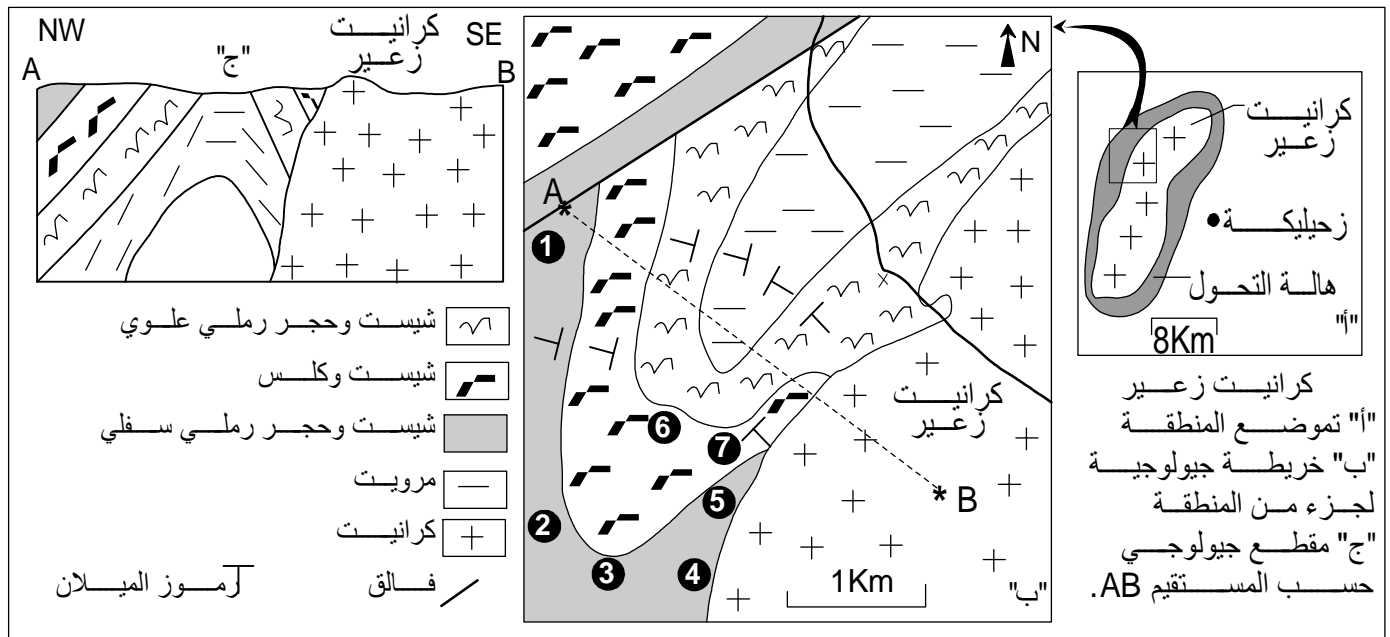 NW
SE
كرانيت
زعير
"ج"
A
B
شيست وحجر رملي علوي
شيست وكلس
شيست وحجر رملي سفلي
مرويت
كرانيت
فالق
رموز الميلان
N
A
1
2
3
4
5
6
7
كرانيت
زعير
B
1Km
"ب"
كرانيت
زعير
زحيليكة
هالة التحول
"أ"
8Km
كرانيت زعير
"أ" تموضع المنطقة
"ب" خريطة جيولوجية
لجزء من المنطقة
"ج" مقطع جيولوجي
حسب المستقيم AB.